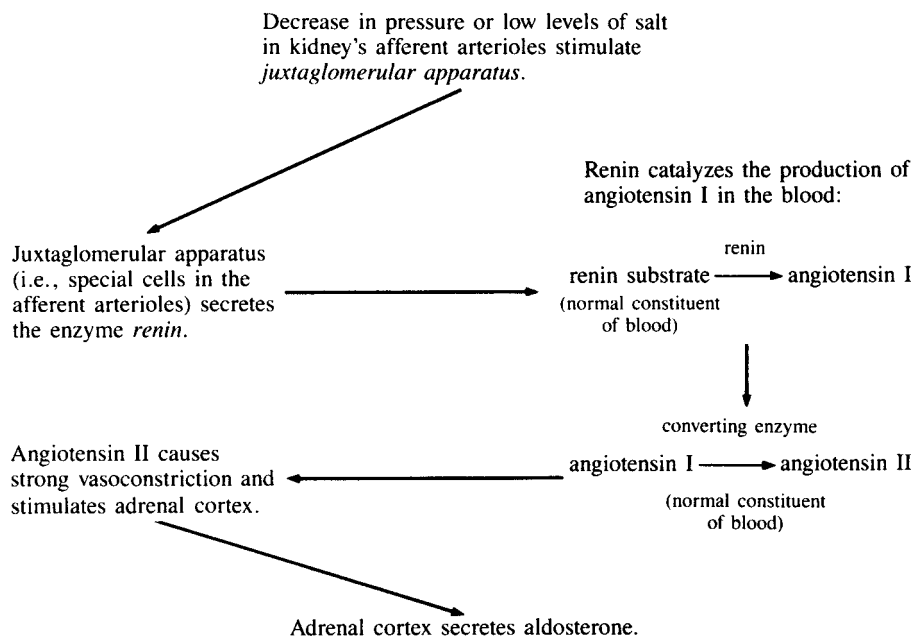 Decrease in pressure or low levels of salt
in kidney's afferent arterioles stimulate
juxtaglomerular apparatus.
Renin catalyzes the production of
angiotensin I in the blood:
Juxtaglomerular apparatus
(i.e., special cells in the
afferent arterioles) secretes
the enzyme renin.
renin
renin substrate angiotensin I
(normal constituent
of blood)
converting enzyme
angiotensin I angiotensin II
(normal constituent
of blood)
Angiotensin II causes
strong vasoconstriction and
stimulates adrenal cortex.
Adrenal cortex secretes aldosterone.